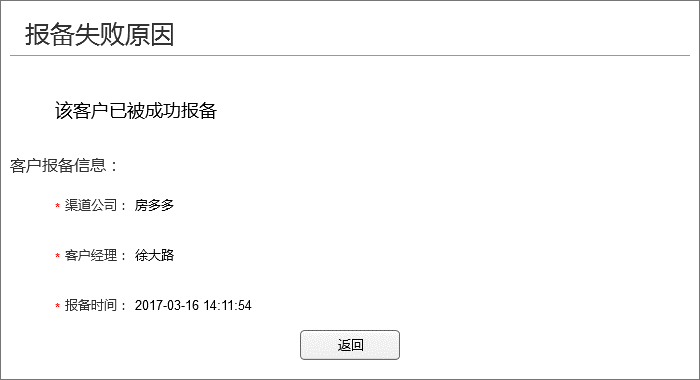 报备失败原因
该客户已被成功报备
客户报备信息：
* 渠道公司： 房多多
* 客户经理： 徐大路
* 报备时间： 2017-03-16 14:11:54
返回